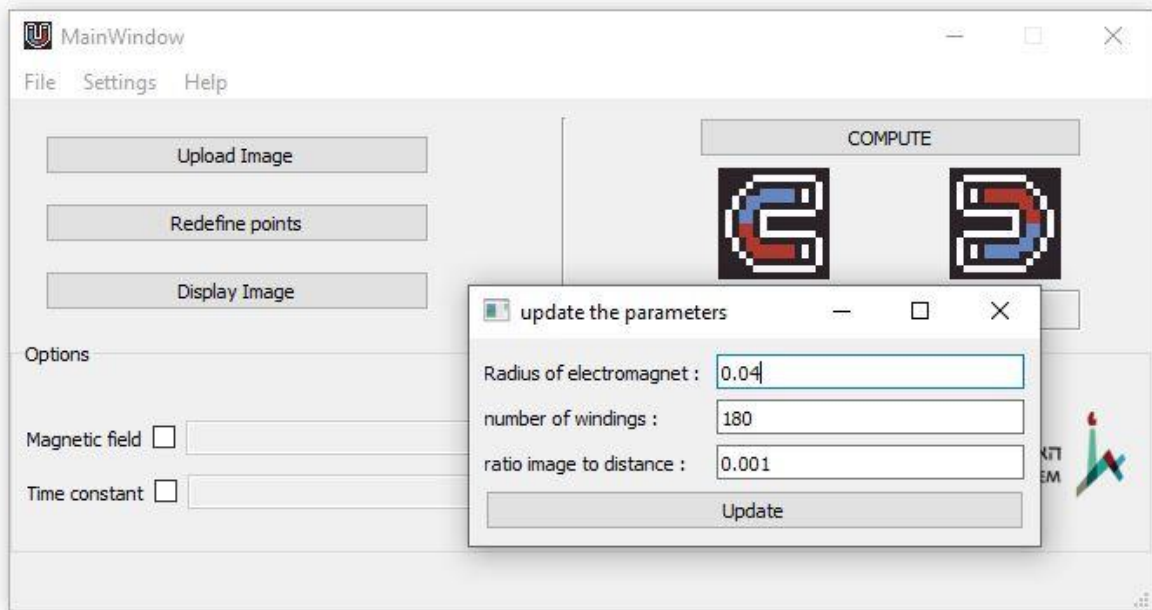 MainWindow
File Settings Help
Upload Image
COMPUTE
Redefine points
Display Image
update the parameters
Options
Radius of electromagnet : 0.04
number of windings : 180
Magnetic field
ratio image to distance : 0.001
Time constant
Update